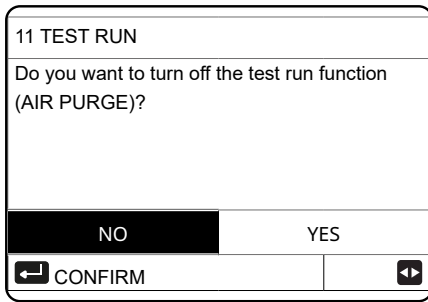 11 TEST RUN
Do you want to turn off the test run function
(AIR PURGE)?
NO YES
CONFIRM